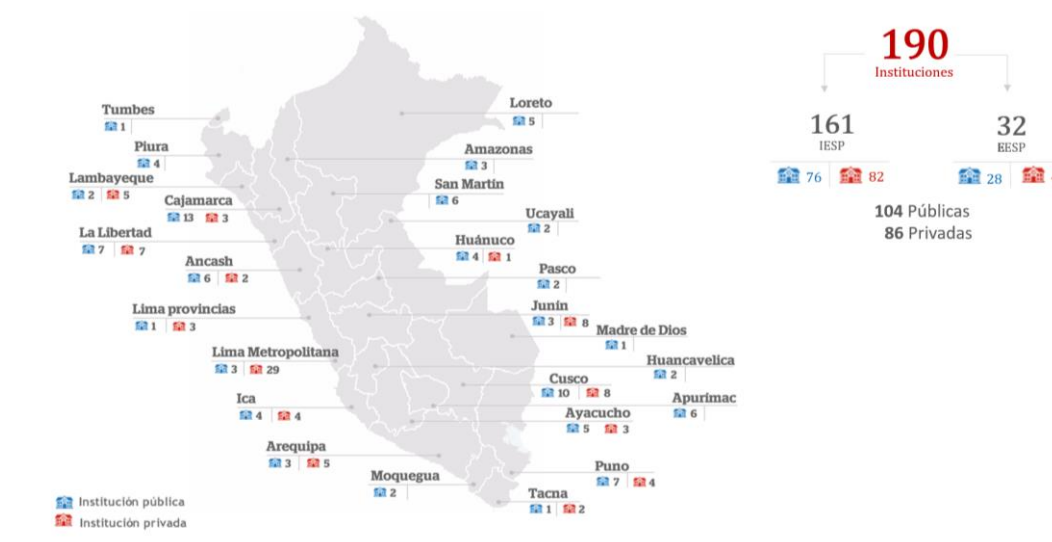 190
Instituciones
161
IESP
76 82
32
EESP
28
104 Públicas
86 Privadas
Tumbes
1
Piura
4
Lambayeque
2 5
Cajamarca
13 3
La Libertad
7 7
Ancash
6 2
Lima provincias
1 3
Lima Metropolitana
3 29
Ica
4 4
Arequipa
3 5
Moquegua
2
Loreto
5
Amazonas
3
San Martin
6
Ucayali
2
Huánuco
4 1
Pasco
2
Junín
3 8
Madre de Dios
1
Huancavelica
2
Cusco
10 8
Apurímac
6
Ayacucho
5 3
Puno
7 4
Tacna
1 2
Institución pública
Institución privada